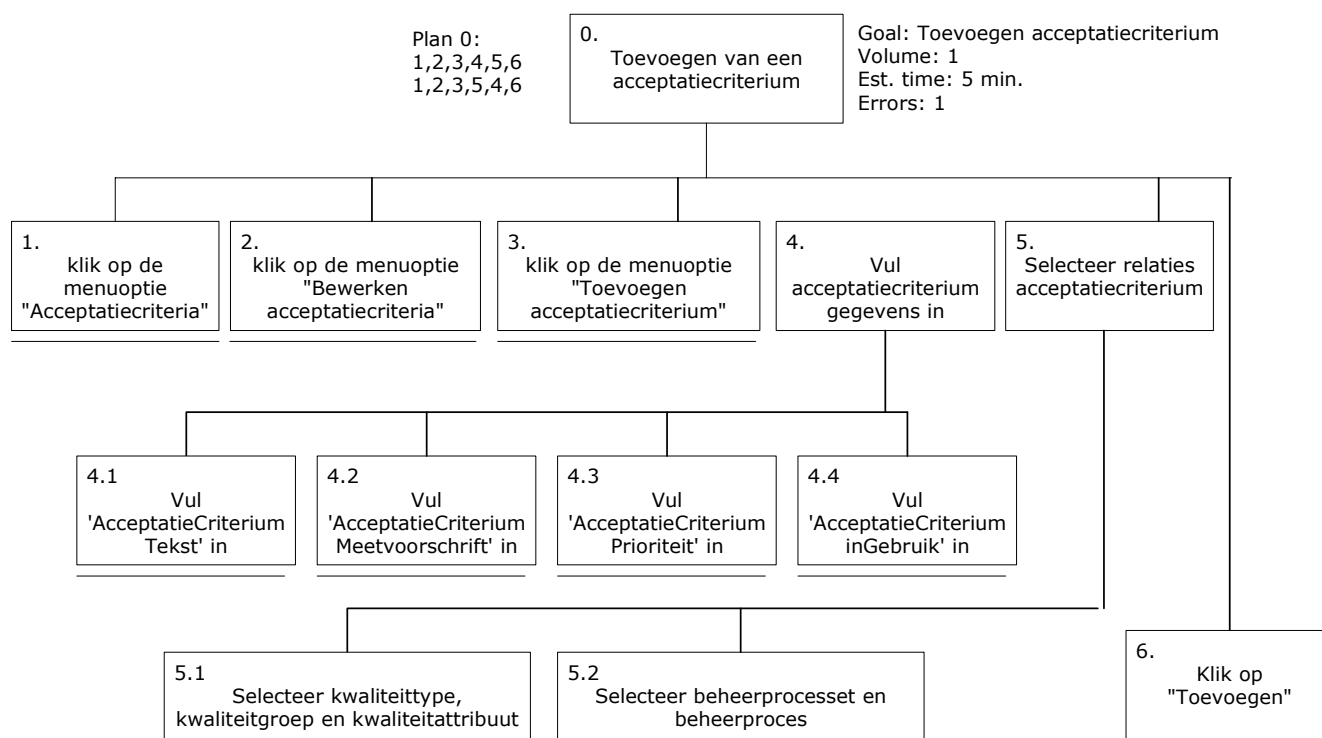 Plan 0:
1,2,3,4,5,6
1,2,3,5,4,6
0.
Toevoegen van een
acceptatiecriterium
Goal: Toevoegen acceptatiecriterium
Volume: 1
Est. time: 5 min.
Errors: 1
1.
klik op de
menuoptie
"Acceptatiecriteria"
2.
klik op de menuoptie
"Bewerken
acceptatiecriteria"
3.
klik op de menuoptie
"Toevoegen
acceptatiecriterium"
4.
Vul
acceptatiecriterium
gegevens in
5.
Selecteer relaties
acceptatiecriterium
4.1
Vul
'AcceptatieCriterium
Tekst' in
4.2
Vul
'AcceptatieCriterium
Meetvoorschrift' in
4.3
Vul
'AcceptatieCriterium
Prioriteit' in
4.4
Vul
'AcceptatieCriterium
inGebruik' in
5.1
Selecteer kwaliteittype,
kwaliteitgroep en kwaliteitattribuut
5.2
Selecteer beheerprocesset en
beheerproces
6.
Klik op
"Toevoegen"